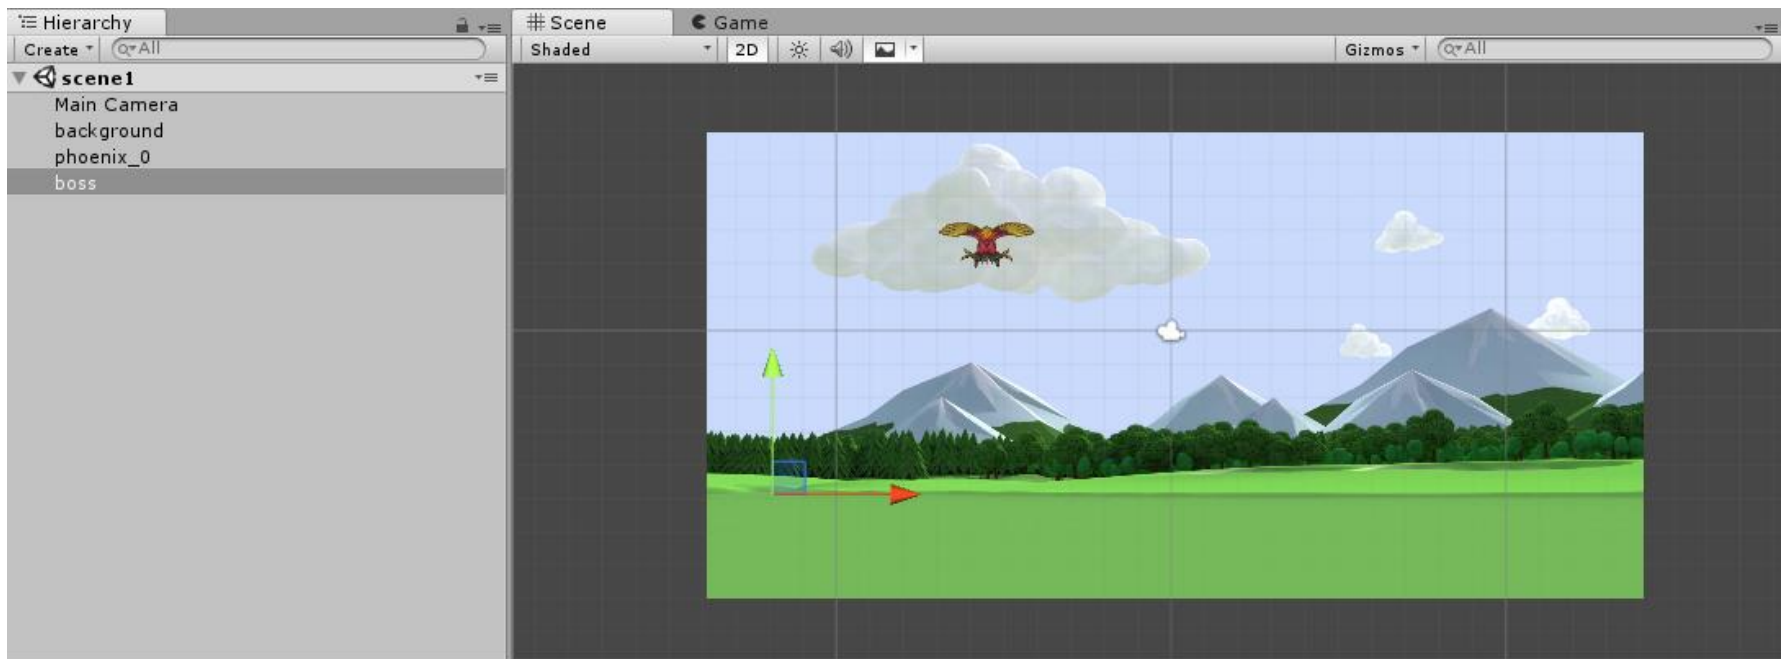 Hierarchy
Create All
scene1
Main Camera
background
phoenix_0
boss
Scene Game
Shaded 2D Gizmos All